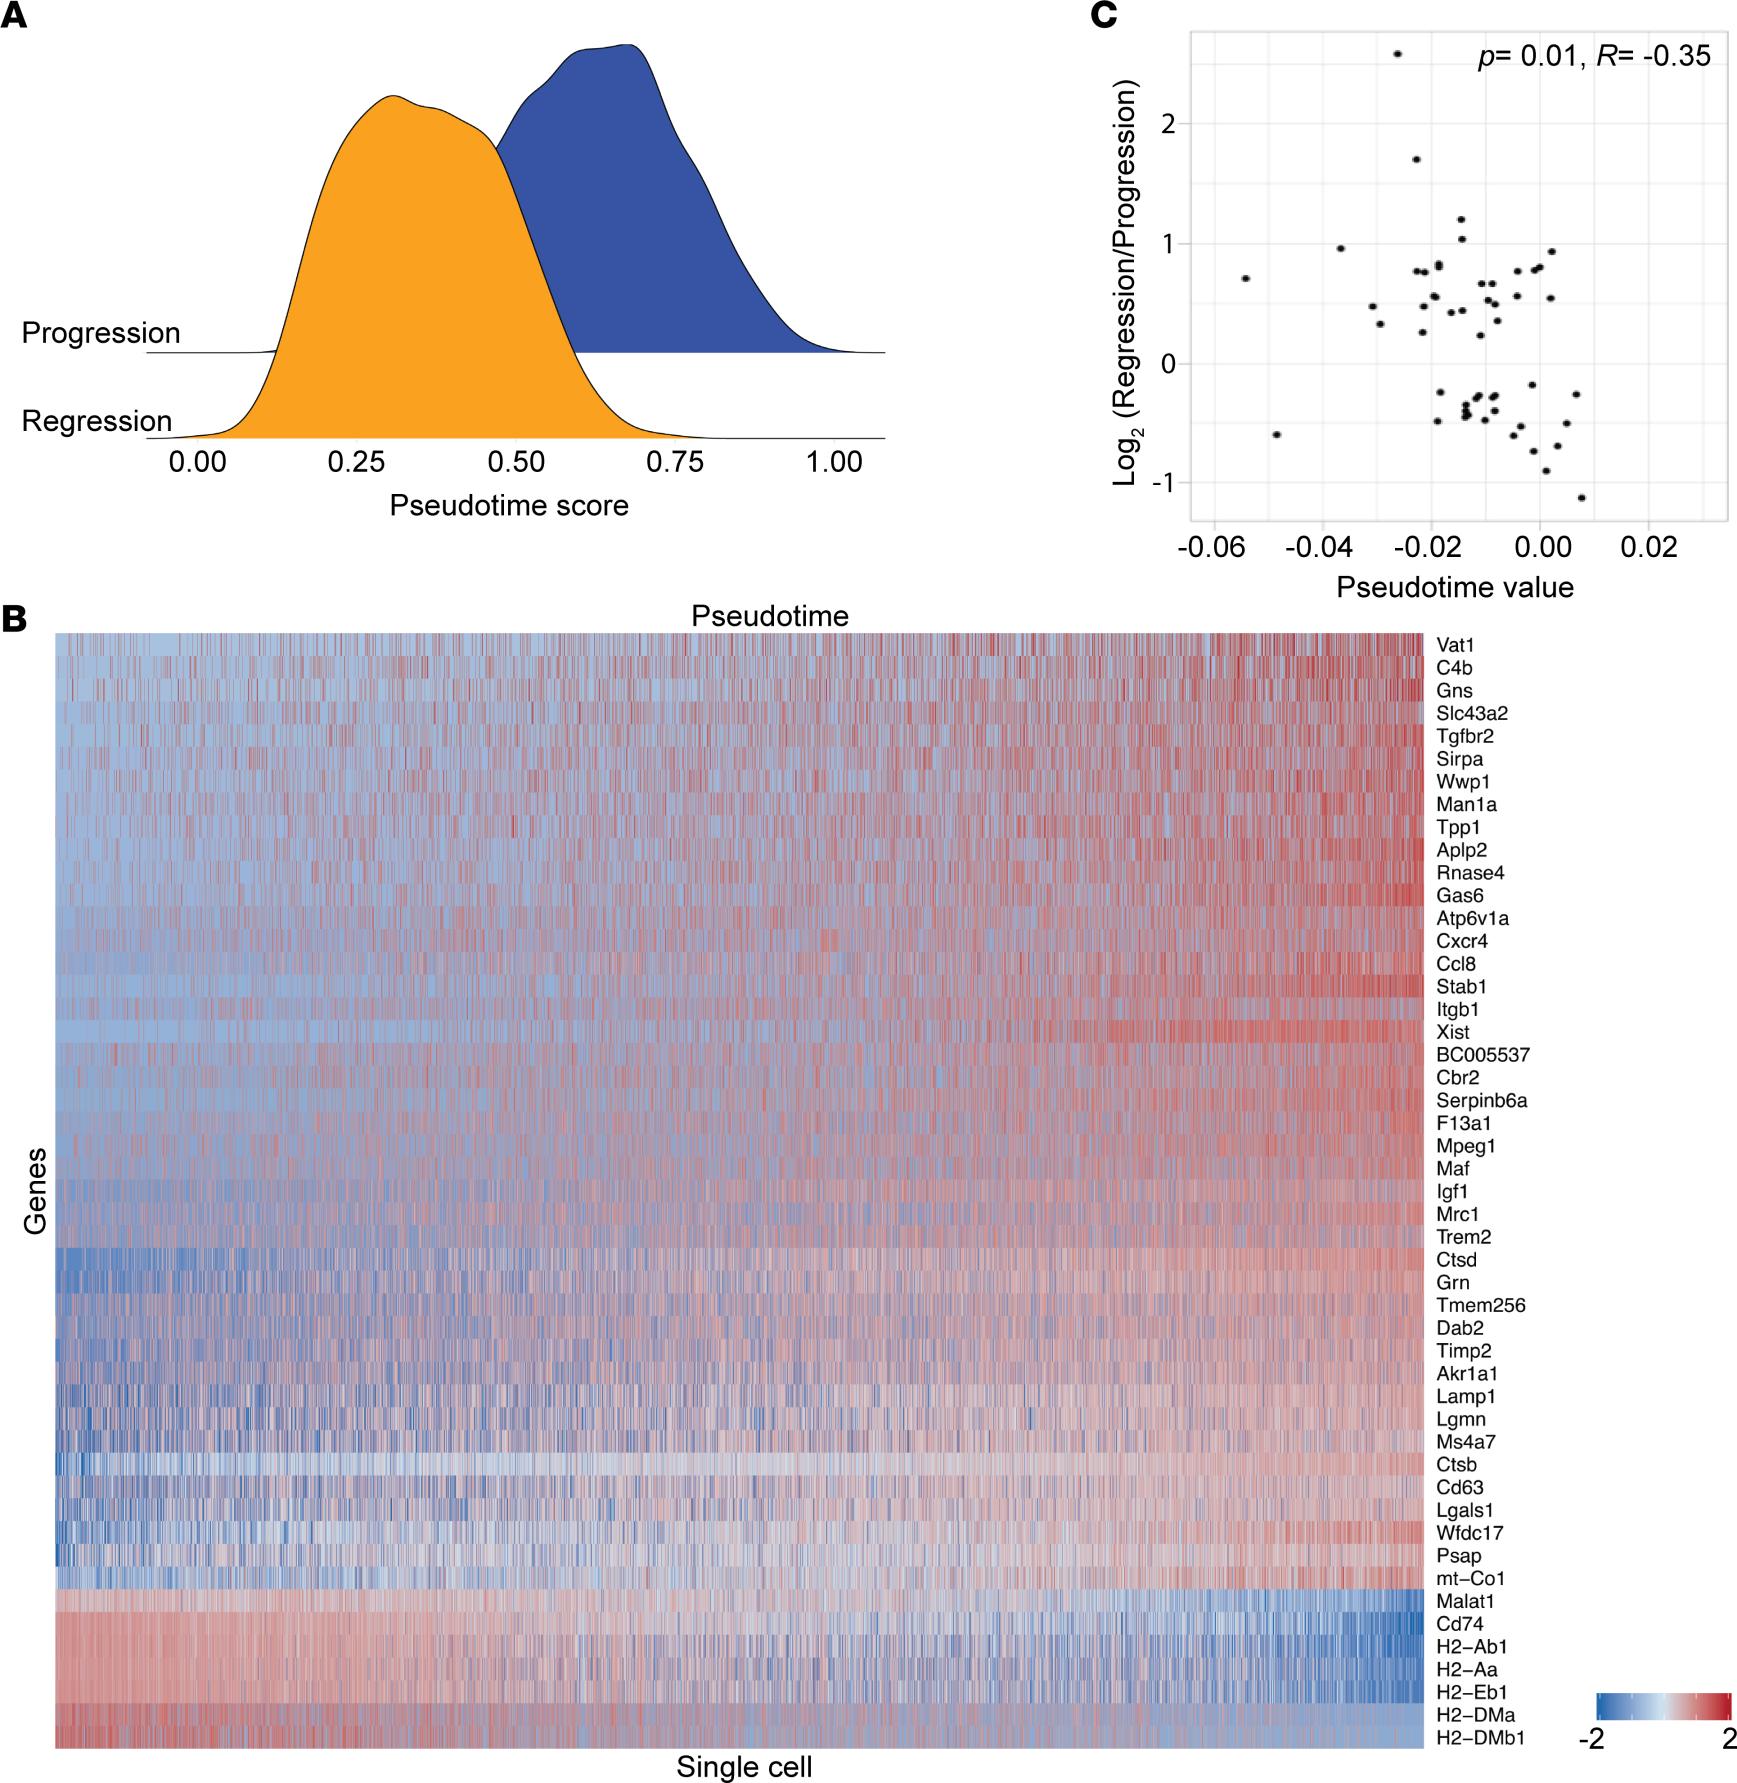 A
Progression
Regression
0.00 0.25 0.50 0.75 1.00
Pseudotime score
C
p= 0.01, R= -0.35
Log2 (Regression/Progression)
2
1
0
-1
-0.06 -0.04 -0.02 0.00 0.02
Pseudotime value
B
Pseudotime
Genes
Vat1
C4b
Gns
Slc43a2
Tgfbr2
Sirpa
Wwp1
Man1a
Tpp1
Aplp2
Rnase4
Gas6
Atp6v1a
Cxcr4
Ccl8
Stab1
Itgb1
Xist
BC005537
Cbr2
Serpinb6a
F13a1
Mpeg1
Maf
Igf1
Mrc1
Trem2
Ctsd
Grn
Tmem256
Dab2
Timp2
Akr1a1
Lamp1
Lgmn
Ms4a7
Ctsb
Cd63
Lgals1
Wfdc17
Psap
mt−Co1
Malat1
Cd74
H2−Ab1
H2−Aa
H2−Eb1
H2−DMa
H2−DMb1
-2 2
Single cell